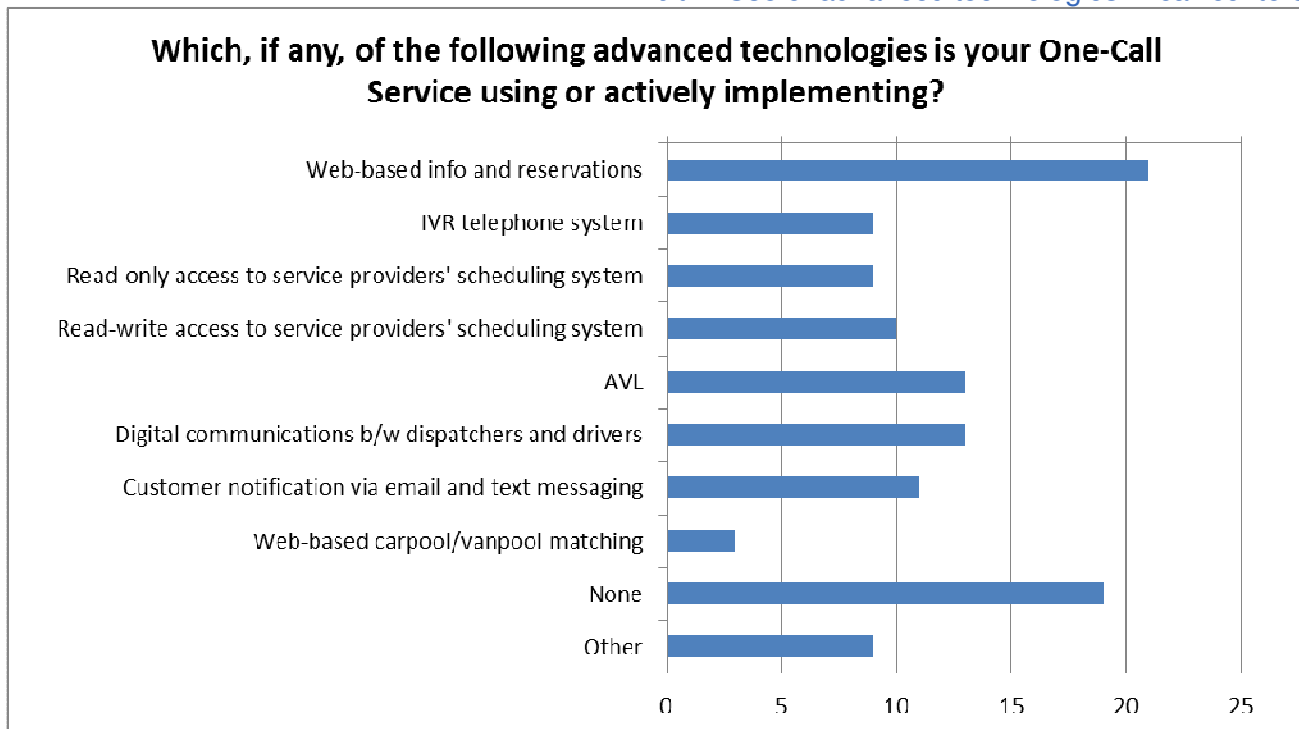 Which, if any, of the following advanced technologies is your One-Call
Service using or actively implementing?
Web-based info and reservations
IVR telephone system
Read only access to service providers' scheduling system
Read-write access to service providers' scheduling system
AVL
Digital communications b/w dispatchers and drivers
Customer notification via email and text messaging
Web-based carpool/vanpool matching
None
Other
0 5 10 15 20 25